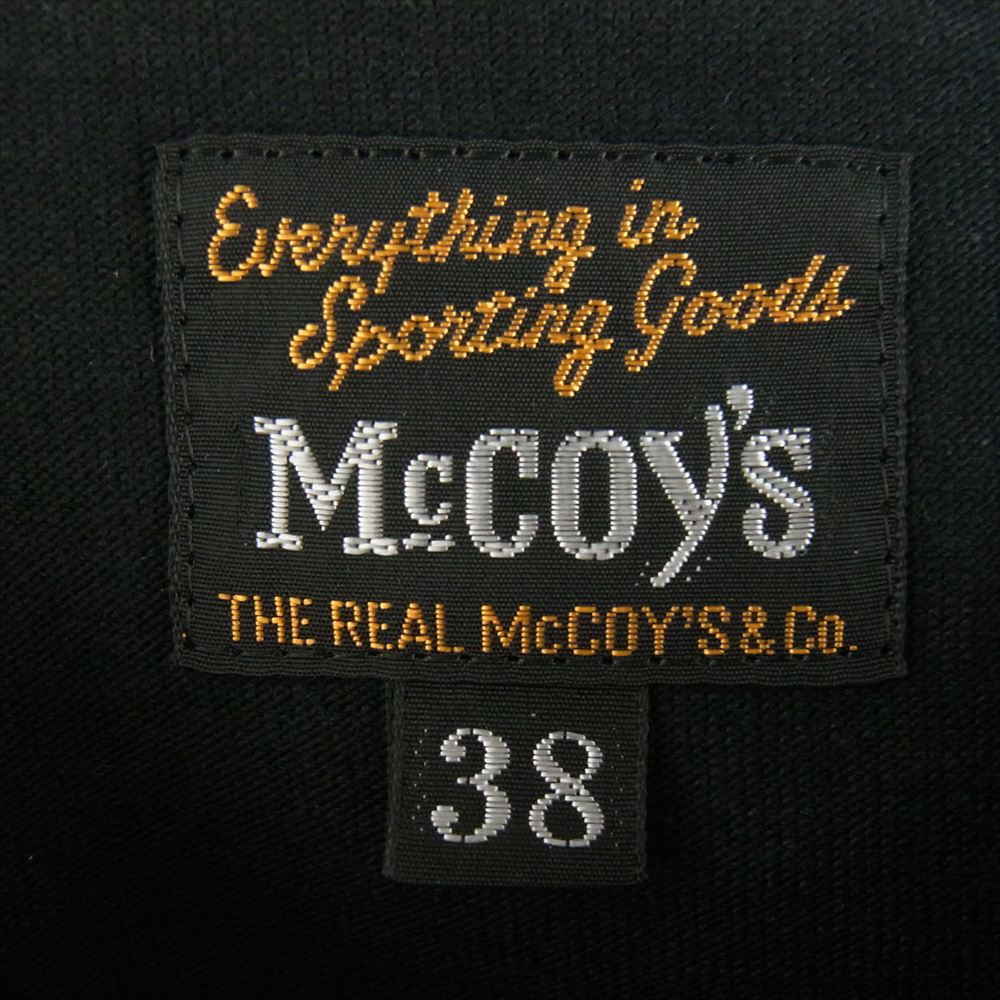 Everything in
Sporting Goods
McCOY'S
THE REAL McCOY'S & Co.
38